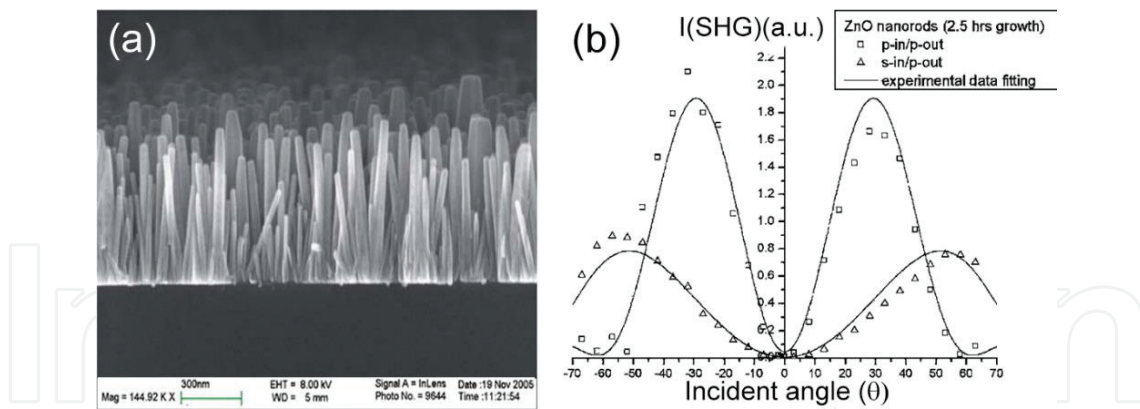 (a)
300nm
Mag = 144.92 K X
EHT = 8.00 kV
WD = 5 mm
Signal A = InLens
Photo No. = 9644
Date :19 Nov 2005
Time :11:21:54
(b)
I(SHG)(a.u.)
ZnO nanorods (2.5 hrs growth)
p-in/p-out
s-in/p-out
experimental data fitting
2.2
2.0
1.8
1.6
1.4
1.2
1.0
0.8
0.6
0.4
0.2
0.0
-70 -60 -50 -40 -30 -20 -10 0 10 20 30 40 50 60 70
Incident angle (θ)